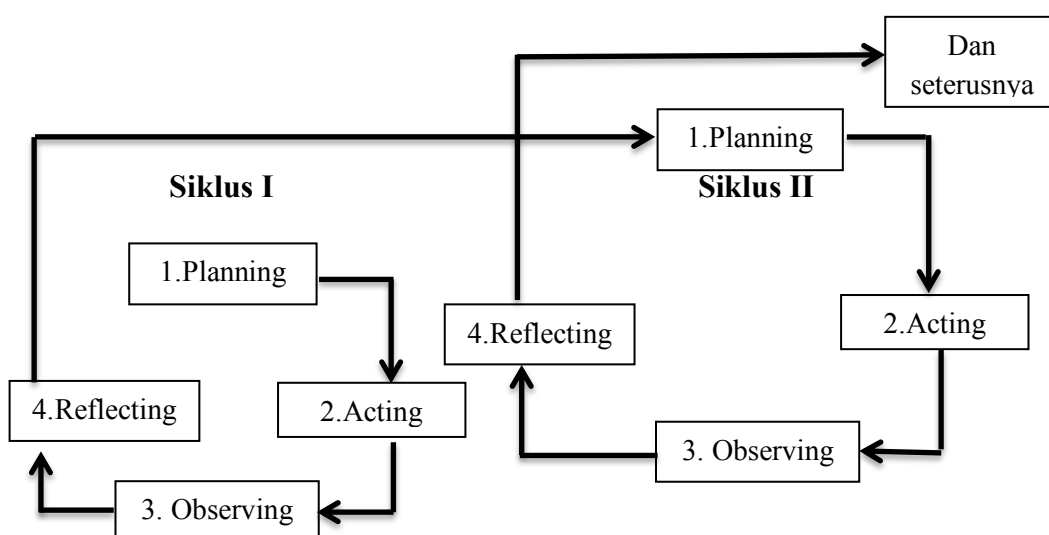 Dan
seterusnya
1.Planning
Siklus I
Siklus II
1.Planning
4.Reflecting
2.Acting
4.Reflecting
2.Acting
3. Observing
3. Observing